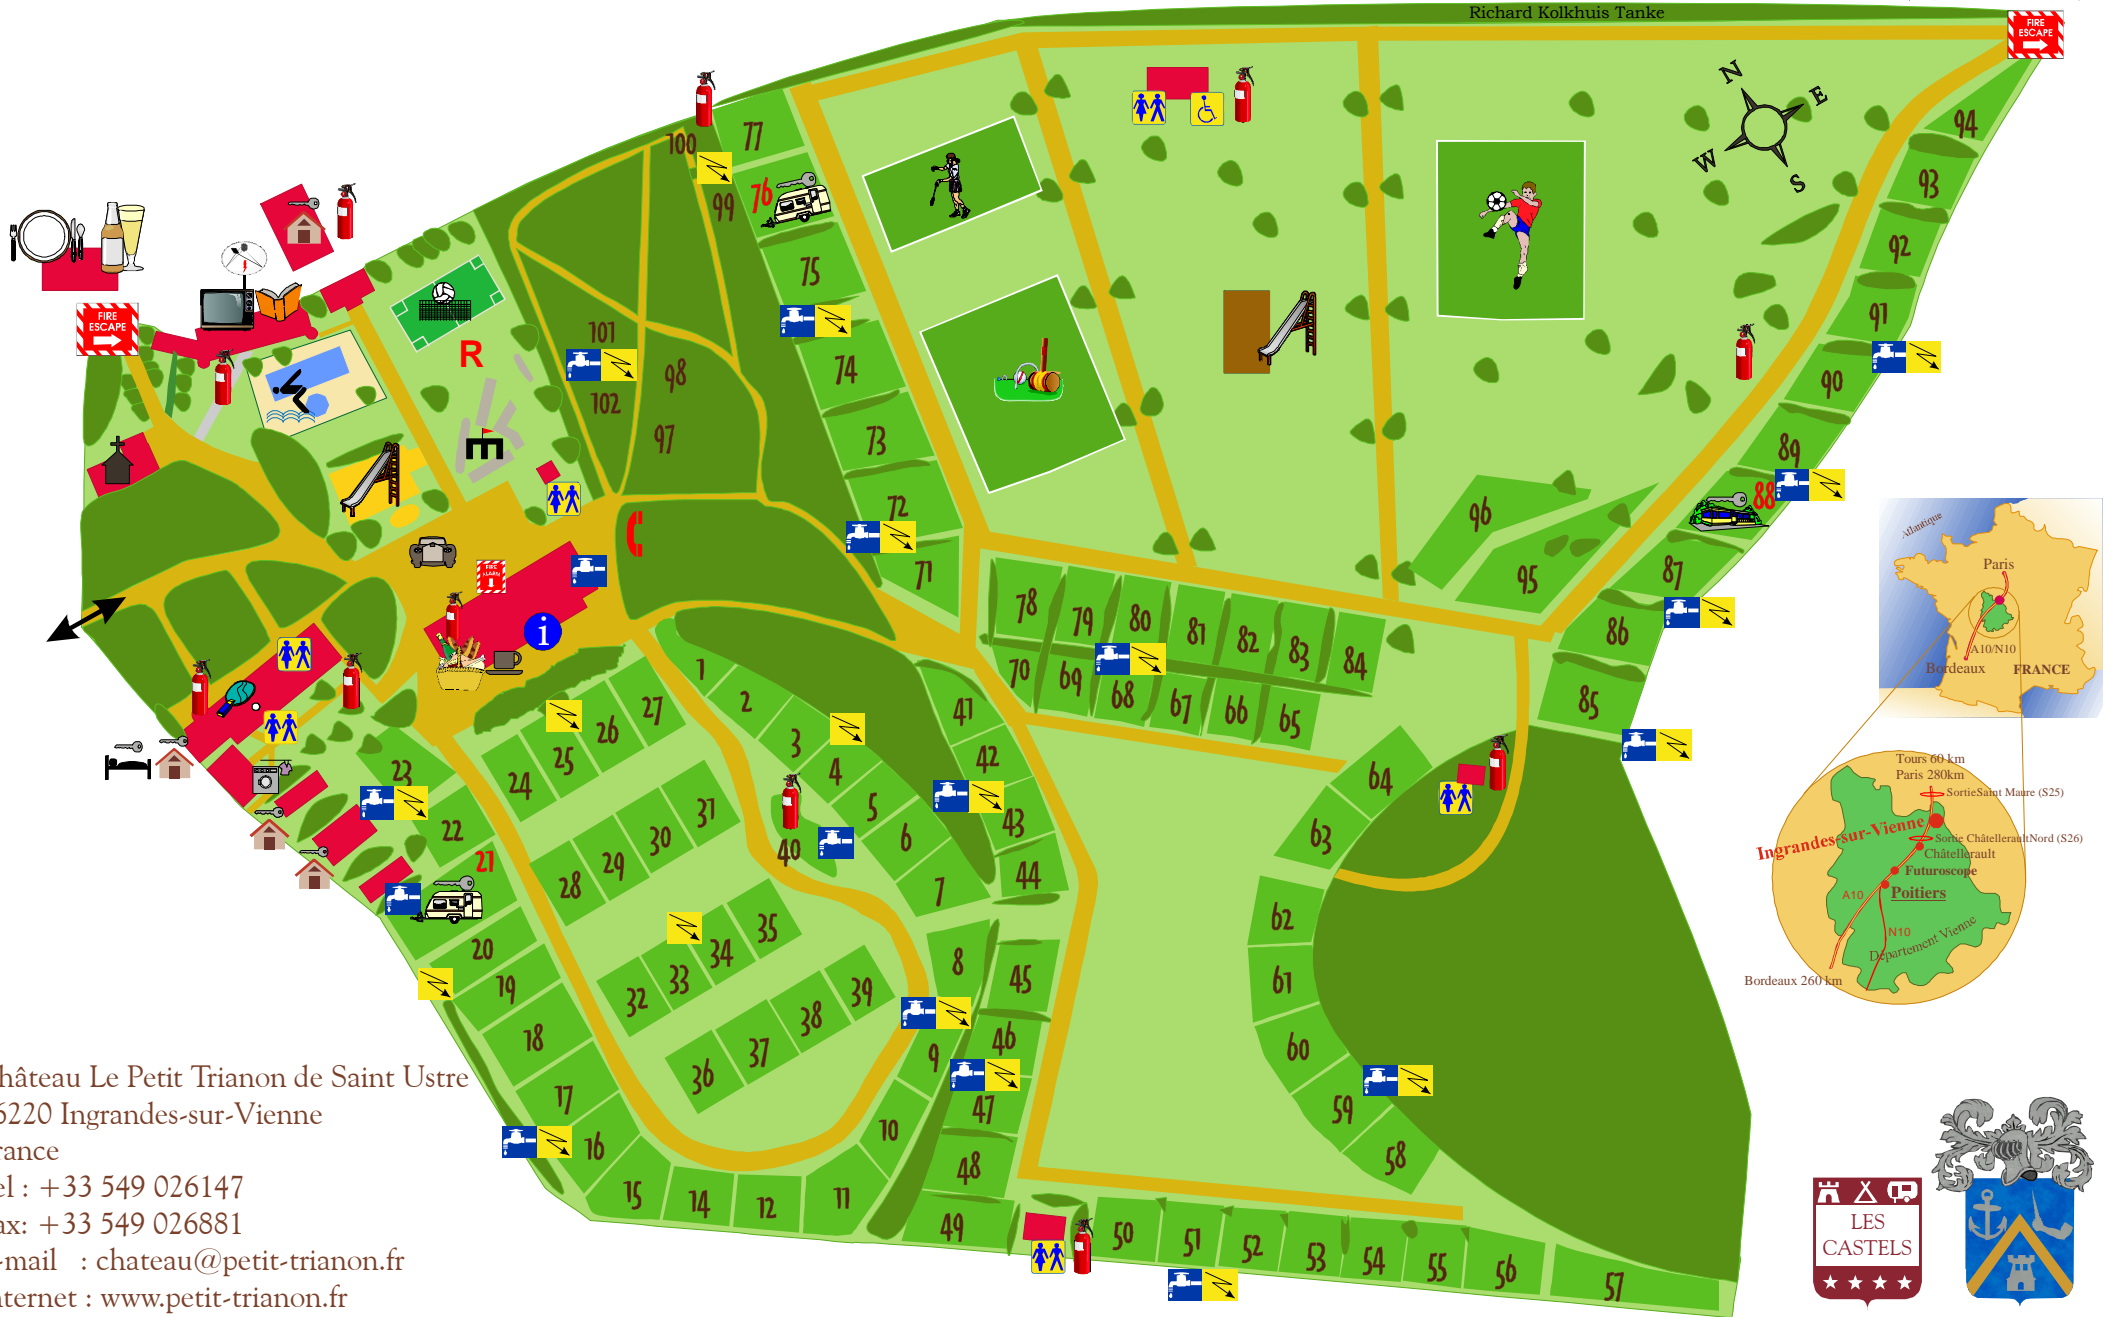 Richard Kolkhuis Tanke
FIRE
ESCAPE
N
E
W
S
FIRE
ESCAPE
R
FIRE
ALARM
i
100
77
99
76
75
101
102
98
97
74
73
72
71
94
93
92
91
90
89
88
87
86
85
96
95
78
79
80
81
82
83
84
70
69
68
67
66
65
64
63
62
61
60
59
58
1
2
3
4
5
6
7
8
9
10
11
12
14
15
16
17
18
19
20
21
22
23
24
25
26
27
28
29
30
31
32
33
34
35
36
37
38
39
40
41
42
43
44
45
46
47
48
49
50
51
52
53
54
55
56
57
Atlantique
Paris
A10/N10
Bordeaux
FRANCE
Tours 60 km
Paris 280km
SortieSaint Maure (S25)
Ingrandes-sur-Vienne
Sortie ChâtelleraultNord (S26)
Châtellerault
Futuroscope
A10
Poitiers
N10
Département Vienne
Bordeaux 260 km
hâteau Le Petit Trianon de Saint Ustre
6220 Ingrandes-sur-Vienne
rance
el : +33 549 026147
ax: +33 549 026881
-mail : chateau@petit-trianon.fr
nternet : www.petit-trianon.fr
LES
CASTELS